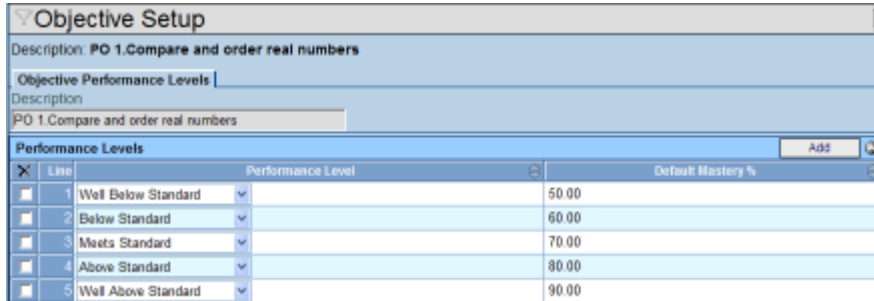 Objective Setup
Description: PO 1.Compare and order real numbers
Objective Performance Levels
Description
PO 1.Compare and order real numbers
Performance Levels Add
X Line Performance Level Default Mastery %
1 Well Below Standard 50.00
2 Below Standard 60.00
3 Meets Standard 70.00
4 Above Standard 80.00
5 Well Above Standard 90.00